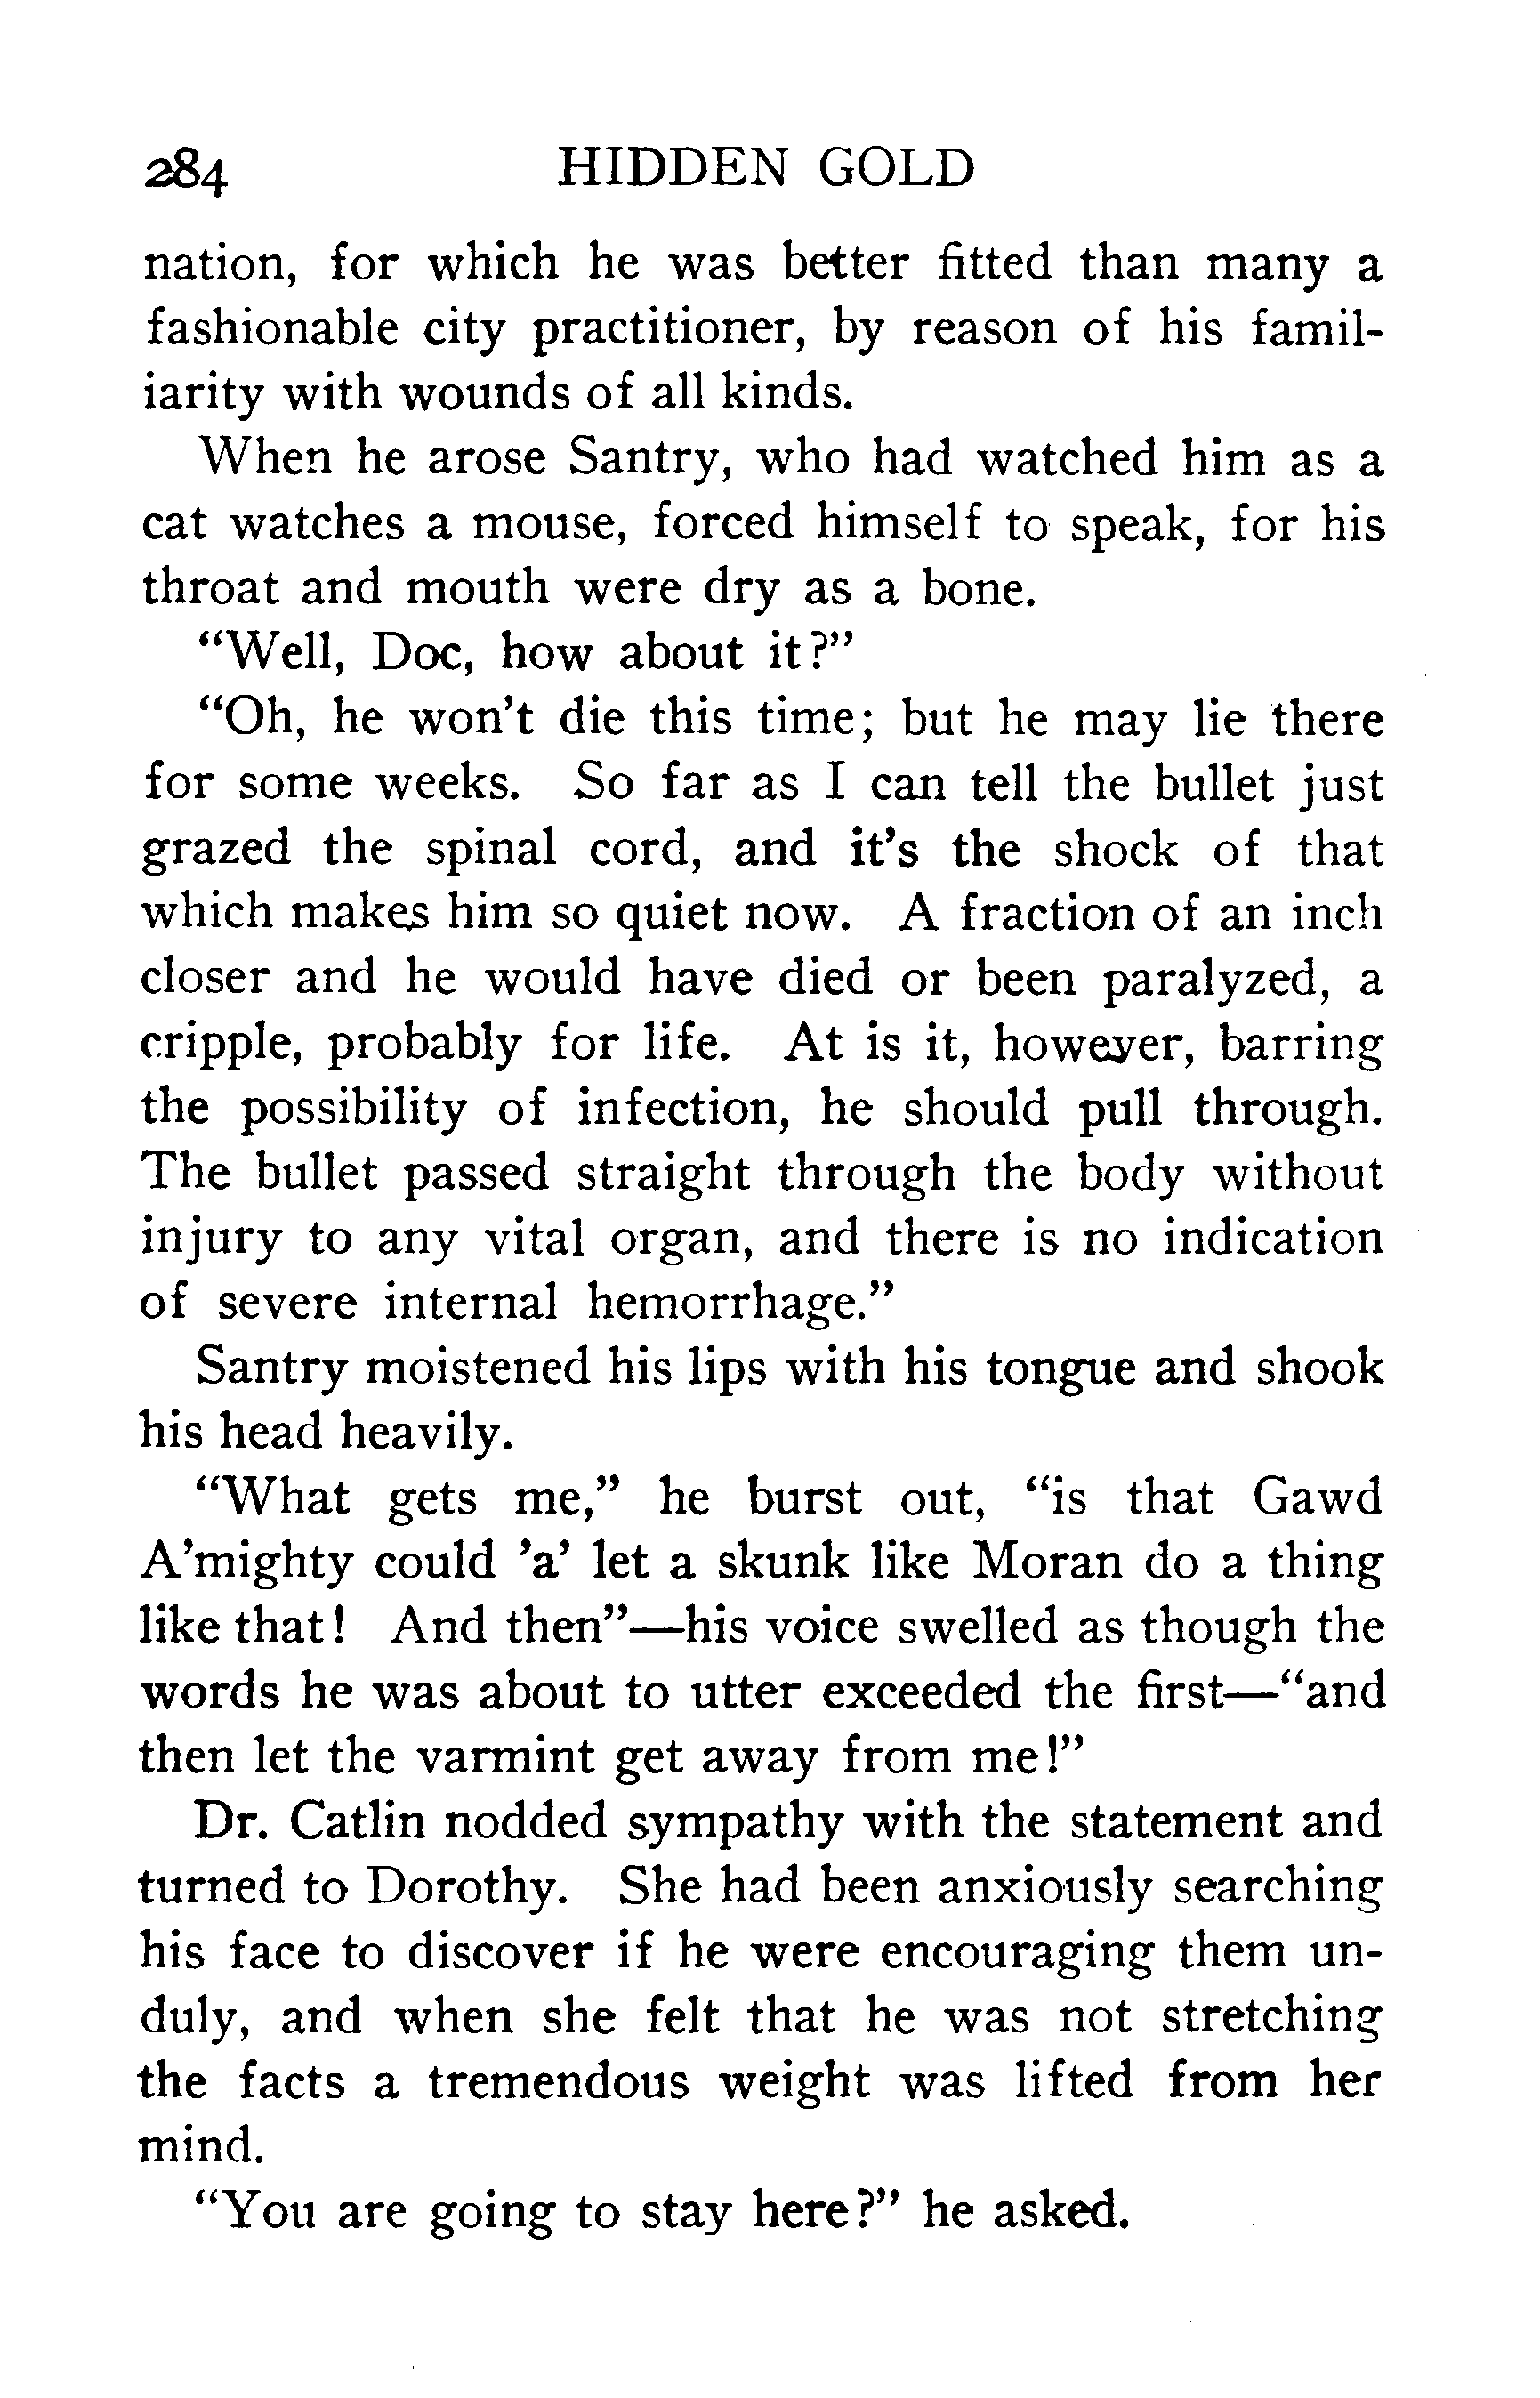 284 HIDDEN GOLD
nation, for which he was better fitted than many a
fashionable city practitioner, by reason of his famil-
iarity with wounds of all kinds.
When he arose Santry, who had watched him as a
cat watches a mouse, forced himself to speak, for his
throat and mouth were dry as a bone.
“Well, Doc, how about it?”
“Oh, he won’t die this time; but he may lie there
for some weeks. So far as I can tell the bullet just
grazed the spinal cord, and it’s the shock of that
which makes him so quiet now. A fraction of an inch
closer and he would have died or been paralyzed, a
cripple, probably for life. At is it, however, barring
the possibility of infection, he should pull through.
The bullet passed straight through the body without
injury to any vital organ, and there is no indication
of severe internal hemorrhage.”
Santry moistened his lips with his tongue and shook
his head heavily.
“What gets me,” he burst out, “is that Gawd
A’mighty could ’a’ let a skunk like Moran do a thing
like that! And then”—his voice swelled as though the
words he was about to utter exceeded the first—“and
then let the varmint get away from me!”
Dr. Catlin nodded sympathy with the statement and
turned to Dorothy. She had been anxiously searching
his face to discover if he were encouraging them un-
duly, and when she felt that he was not stretching
the facts a tremendous weight was lifted from her
mind.
“You are going to stay here?” he asked.